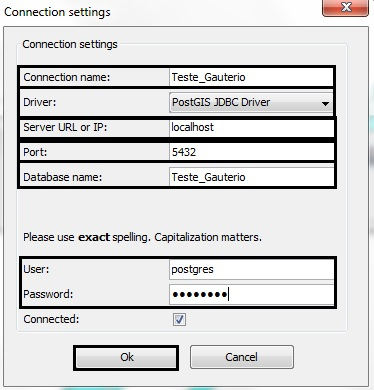 Connection settings
Connection settings
Connection name: Teste_Gauterio
Driver: PostGIS JDBC Driver
Server URL or IP: localhost
Port: 5432
Database name: Teste_Gauterio
Please use exact spelling. Capitalization matters.
User: postgres
Password: ●●●●●●●●
Connected:
Ok Cancel